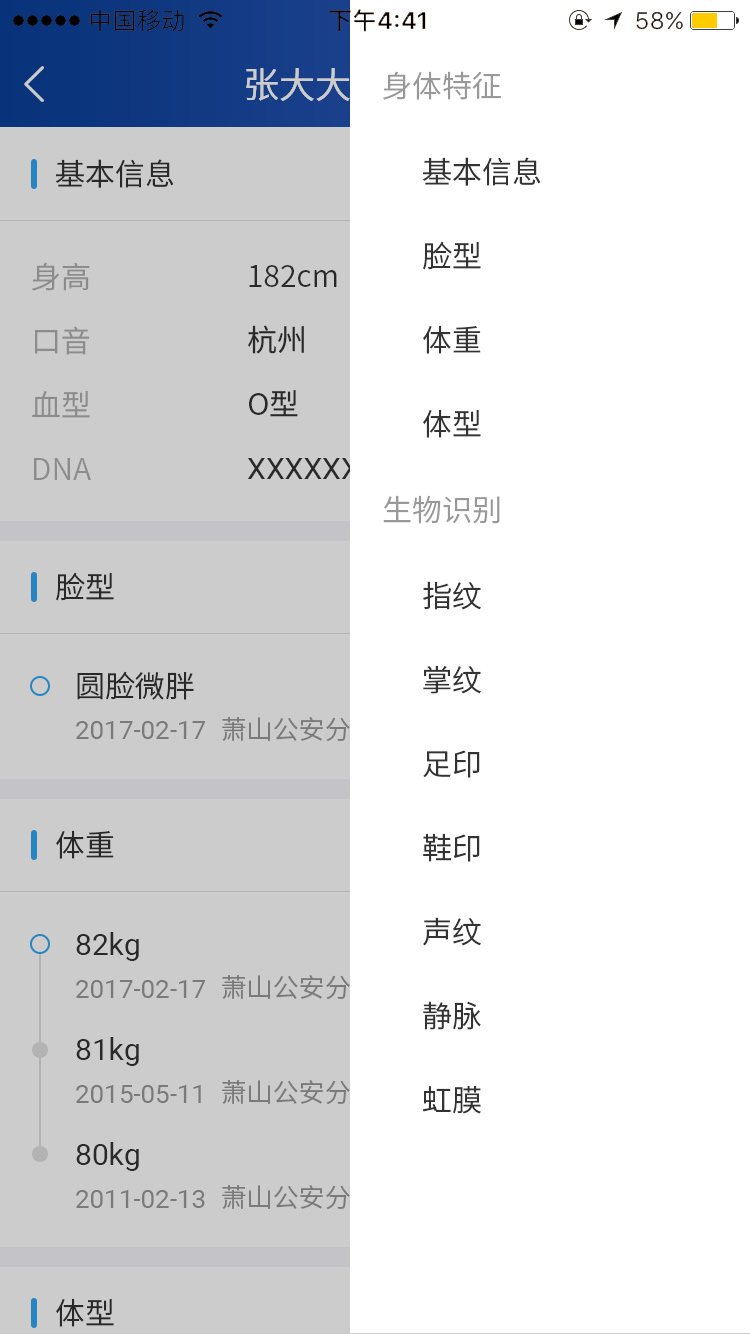 中国移动 下午4:41 58%
张大大
基本信息
身高 182cm
口音 杭州
血型 O型
DNA XXXXXX
脸型
圆脸微胖
2017-02-17 萧山公安分
体重
82kg
2017-02-17 萧山公安分
81kg
2015-05-11 萧山公安分
80kg
2011-02-13 萧山公安分
体型
身体特征
基本信息
脸型
体重
体型
生物识别
指纹
掌纹
足印
鞋印
声纹
静脉
虹膜